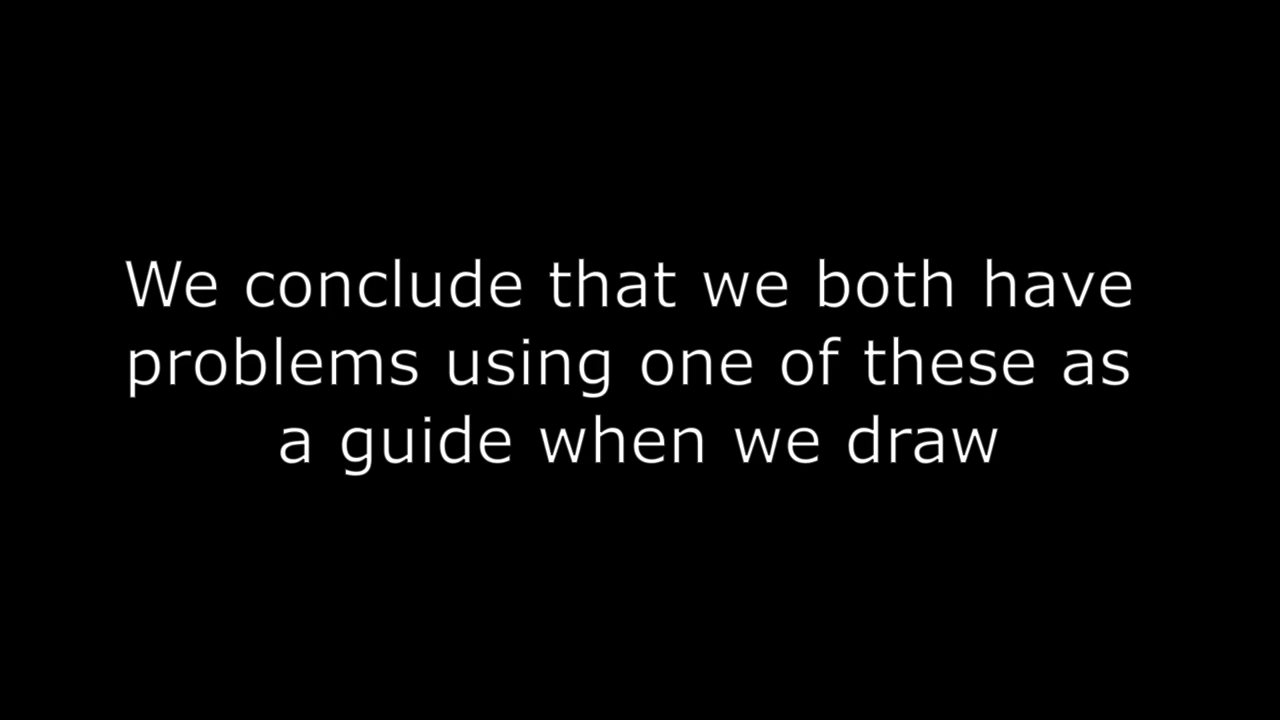 We conclude that we both have
problems using one of these as
a guide when we draw